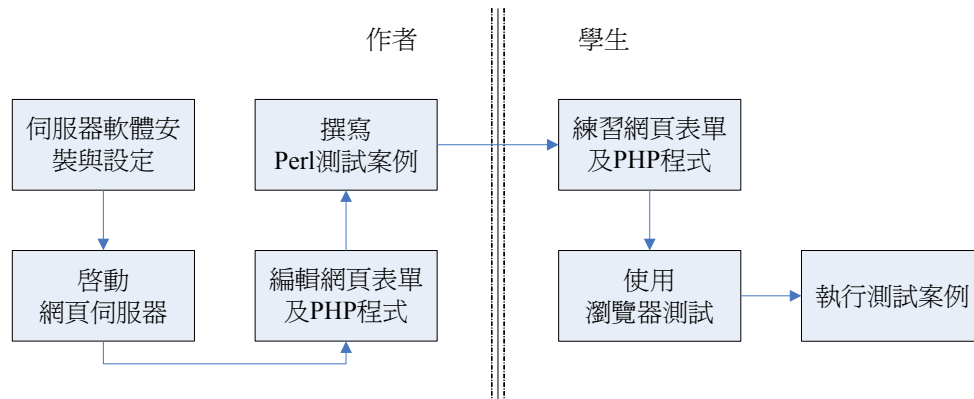 作者
學生
伺服器軟體安
裝與設定
撰寫
Perl測試案例
練習網頁表單
及PHP程式
啓動
網頁伺服器
編輯網頁表單
及PHP程式
使用
瀏覽器測試
執行測試案例